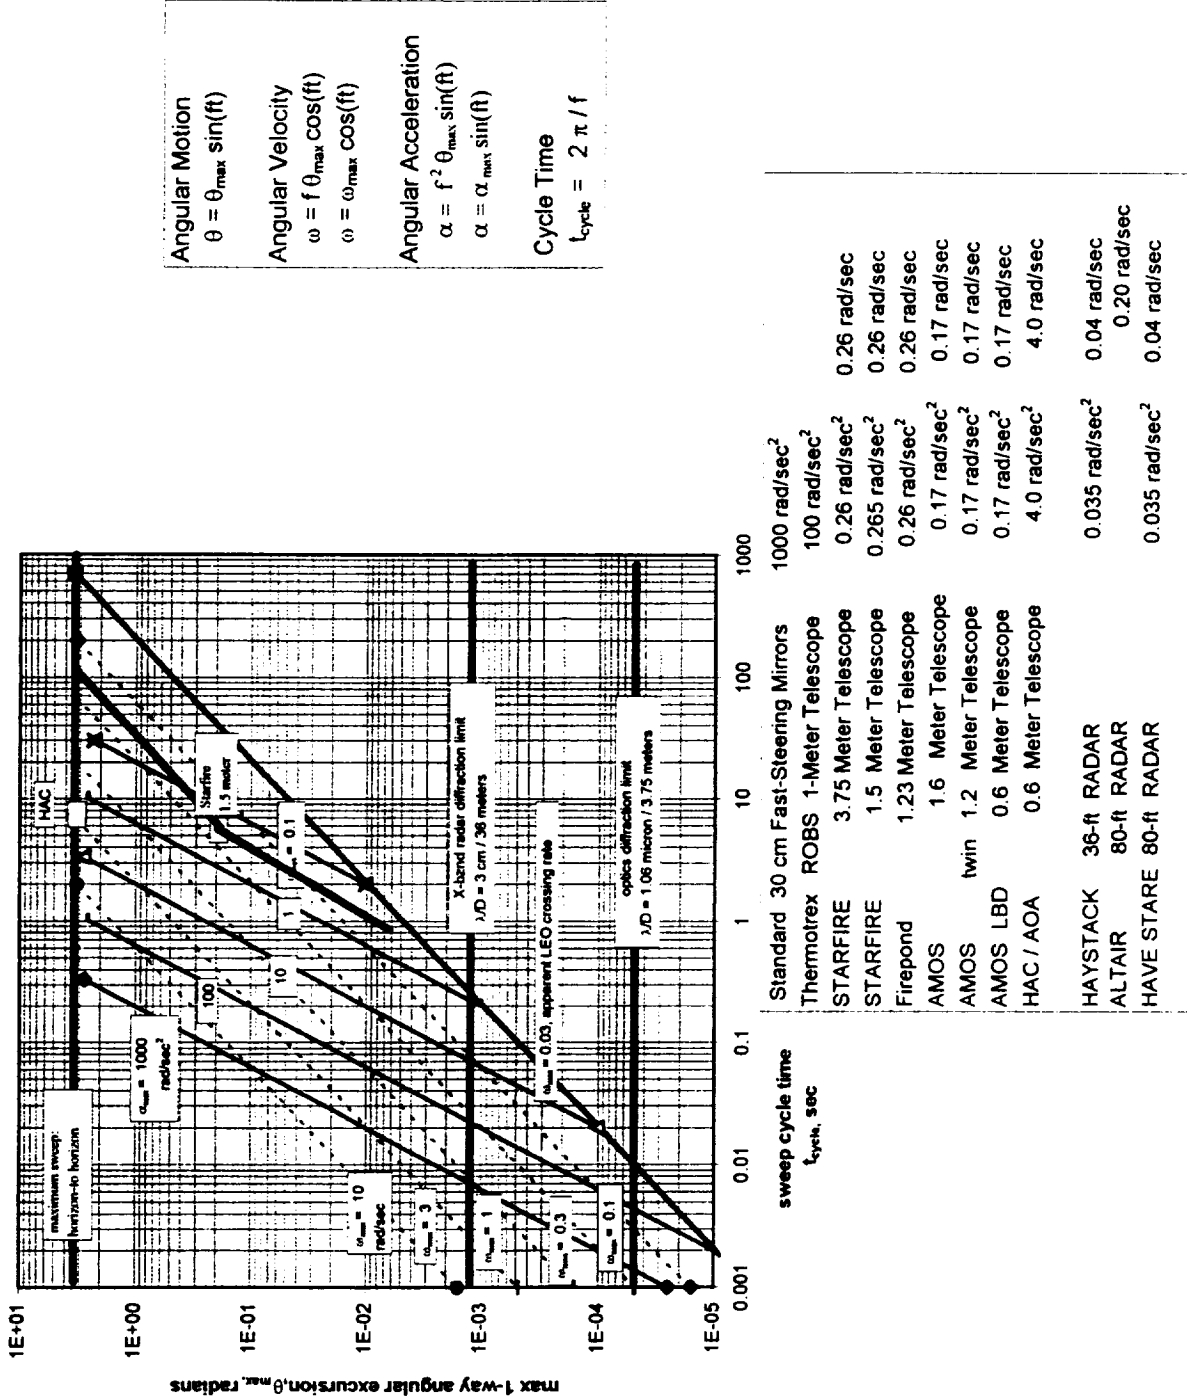 1E+01
1E+00
1E-01
1E-02
1E-03
1E-04
1E-05
max 1-way angular excursion, θmax, radians
0.001
0.01
0.1
1
10
100
1000
sweep cycle time
tcycle, sec
maximum sweep:
horizon-to horizon
HAC
αmax = 1000
rad/sec²
100
10
1
αmax = 0.1
Starfire
1.5 meter
ωmax = 10
rad/sec
ωmax = 3
ωmax = 1
ωmax = 0.3
ωmax = 0.1
X-band radar diffraction limit
λ/D = 3 cm / 36 meters
ωmax = 0.03, apparent LEO crossing rate
optics diffraction limit
λ/D = 1.06 micron / 3.75 meters
Angular Motion
θ = θmax sin(ft)
Angular Velocity
ω = f θmax cos(ft)
ω = ωmax cos(ft)
Angular Acceleration
α = f² θmax sin(ft)
α = αmax sin(ft)
Cycle Time
tcycle = 2 π / f
Standard 30 cm Fast-Steering Mirrors 1000 rad/sec²
Thermotrex ROBS 1-Meter Telescope 100 rad/sec²
STARFIRE 3.75 Meter Telescope 0.26 rad/sec² 0.26 rad/sec
STARFIRE 1.5 Meter Telescope 0.265 rad/sec² 0.26 rad/sec
Firepond 1.23 Meter Telescope 0.26 rad/sec² 0.26 rad/sec
AMOS 1.6 Meter Telescope 0.17 rad/sec² 0.17 rad/sec
AMOS twin 1.2 Meter Telescope 0.17 rad/sec² 0.17 rad/sec
AMOS LBD 0.6 Meter Telescope 0.17 rad/sec² 0.17 rad/sec
HAC / AOA 0.6 Meter Telescope 4.0 rad/sec² 4.0 rad/sec
HAYSTACK 36-ft RADAR 0.035 rad/sec² 0.04 rad/sec
ALTAIR 80-ft RADAR 0.20 rad/sec
HAVE STARE 80-ft RADAR 0.035 rad/sec² 0.04 rad/sec